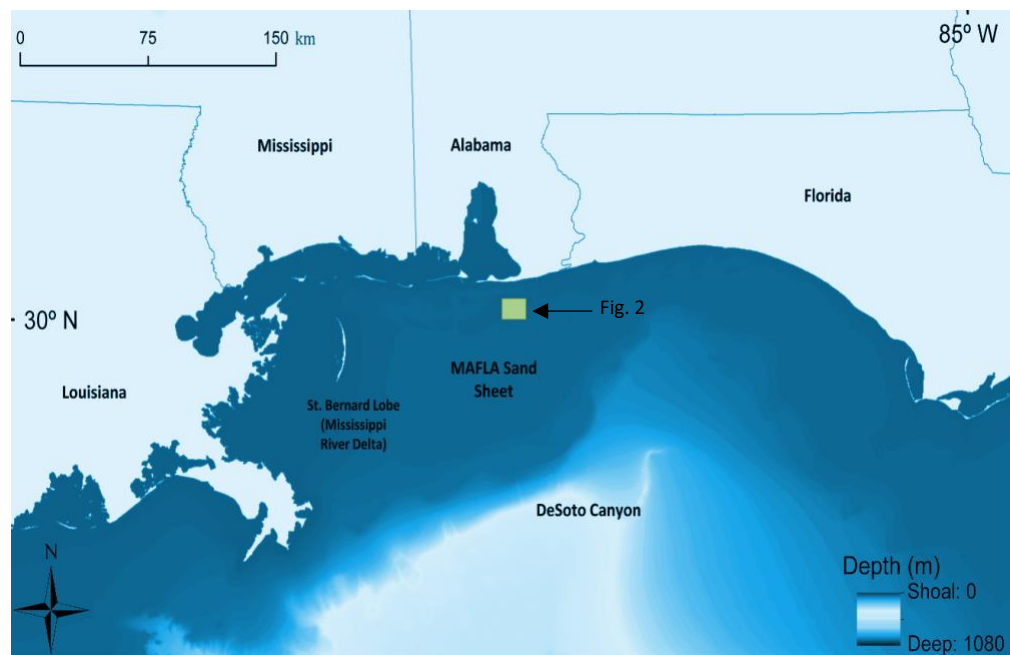 0 75 150 km
85º W
Mississippi
Alabama
Florida
Fig. 2
30º N
MAFLA Sand
Sheet
Louisiana
St. Bernard Lobe
(Mississippi
River Delta)
DeSoto Canyon
N
Depth (m)
Shoal: 0
Deep: 1080